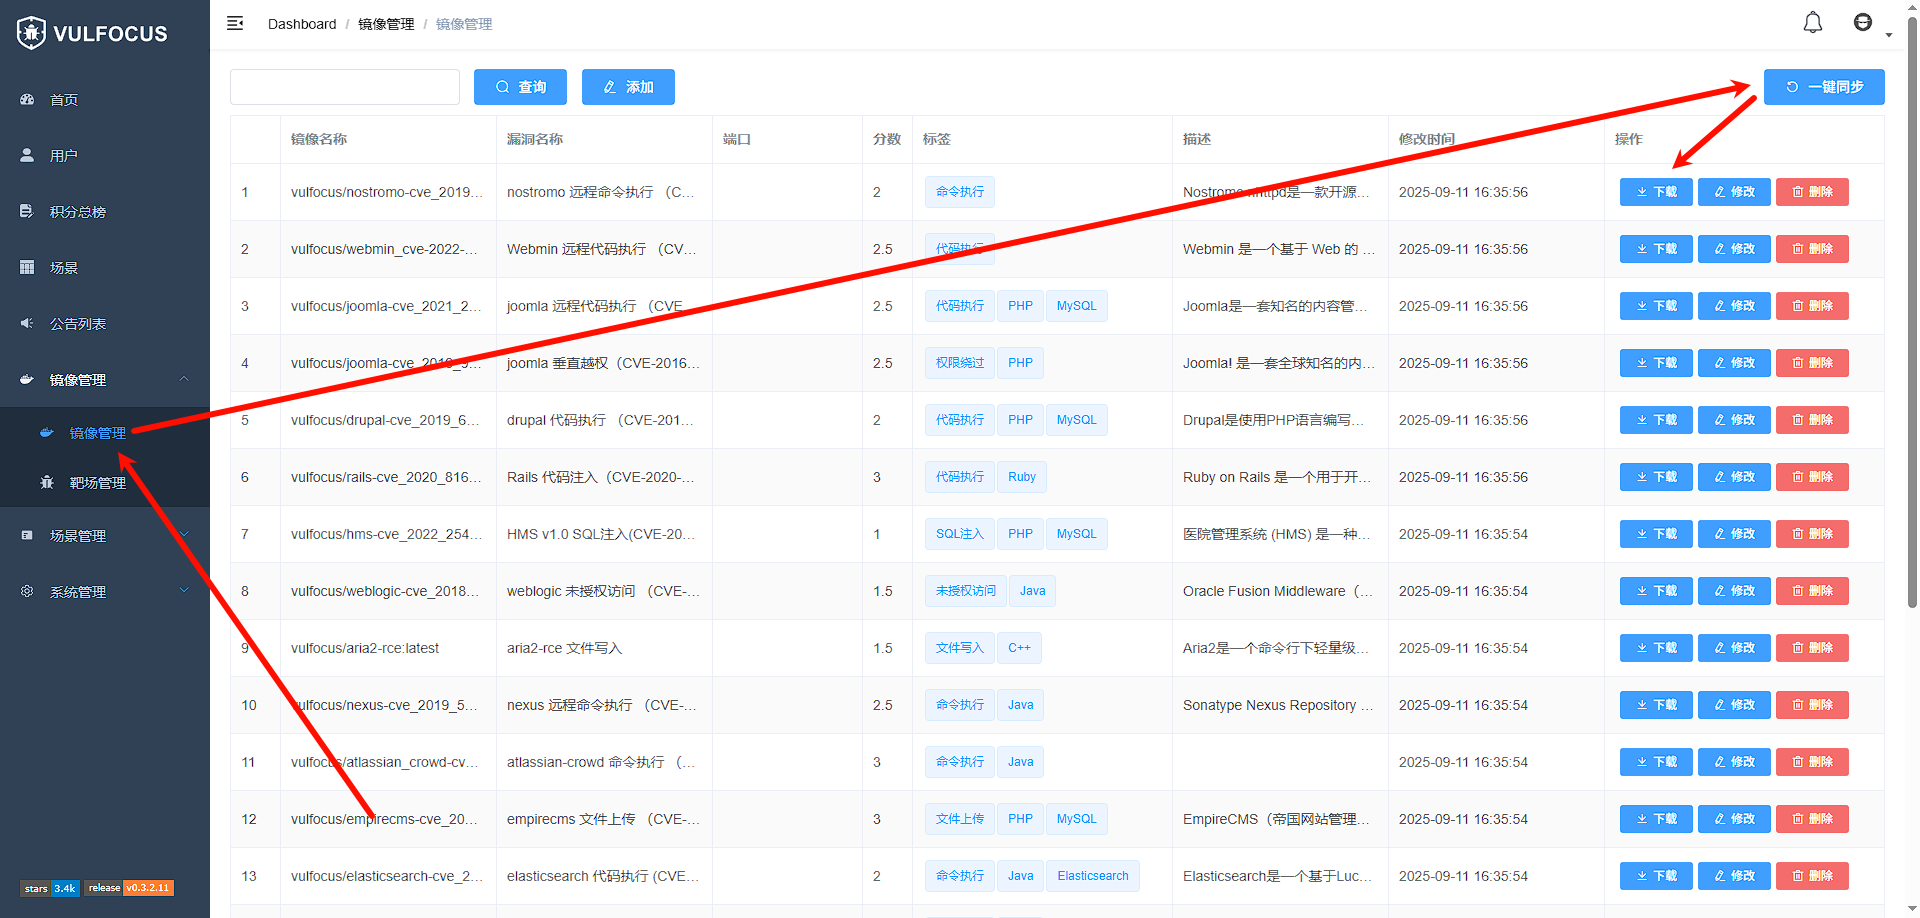 VULFOCUS
首页
用户
积分总榜
场景
公告列表
镜像管理
镜像管理
靶场管理
场景管理
系统管理
stars 3.4k release v0.3.2.11
Dashboard / 镜像管理 / 镜像管理
查询 添加 一键同步
镜像名称 漏洞名称 端口 分数 标签 描述 修改时间 操作
1 vulfocus/nostromo-cve_2019... nostromo 远程命令执行 （C... 2 命令执行 Nostromo nhttpd是一款开源... 2025-09-11 16:35:56 下载 修改 删除
2 vulfocus/webmin_cve-2022-... Webmin 远程代码执行 （CV... 2.5 代码执行 Webmin 是一个基于 Web 的 ... 2025-09-11 16:35:56 下载 修改 删除
3 vulfocus/joomla-cve_2021_2... joomla 远程代码执行 （CVE... 2.5 代码执行 PHP MySQL Joomla是一套知名的内容管... 2025-09-11 16:35:56 下载 修改 删除
4 vulfocus/joomla-cve_2016_9... joomla 垂直越权（CVE-2016... 2.5 权限绕过 PHP Joomla! 是一套全球知名的内... 2025-09-11 16:35:56 下载 修改 删除
5 vulfocus/drupal-cve_2019_6... drupal 代码执行 （CVE-201... 2 代码执行 PHP MySQL Drupal是使用PHP语言编写... 2025-09-11 16:35:56 下载 修改 删除
6 vulfocus/rails-cve_2020_816... Rails 代码注入（CVE-2020-... 3 代码执行 Ruby Ruby on Rails 是一个用于开... 2025-09-11 16:35:56 下载 修改 删除
7 vulfocus/hms-cve_2022_254... HMS v1.0 SQL注入(CVE-20... 1 SQL注入 PHP MySQL 医院管理系统 (HMS) 是一种... 2025-09-11 16:35:54 下载 修改 删除
8 vulfocus/weblogic-cve_2018... weblogic 未授权访问 （CVE-... 1.5 未授权访问 Java Oracle Fusion Middleware（... 2025-09-11 16:35:54 下载 修改 删除
9 vulfocus/aria2-rce:latest aria2-rce 文件写入 1.5 文件写入 C++ Aria2是一个命令行下轻量级... 2025-09-11 16:35:54 下载 修改 删除
10 vulfocus/nexus-cve_2019_5... nexus 远程命令执行 （CVE-... 2.5 命令执行 Java Sonatype Nexus Repository ... 2025-09-11 16:35:54 下载 修改 删除
11 vulfocus/atlassian_crowd-cv... atlassian-crowd 命令执行 （... 3 命令执行 Java 2025-09-11 16:35:54 下载 修改 删除
12 vulfocus/empirecms-cve_20... empirecms 文件上传 （CVE-... 3 文件上传 PHP MySQL EmpireCMS（帝国网站管理... 2025-09-11 16:35:54 下载 修改 删除
13 vulfocus/elasticsearch-cve_2... elasticsearch 代码执行 (CVE... 2 命令执行 Java Elasticsearch Elasticsearch是一个基于Luc... 2025-09-11 16:35:54 下载 修改 删除